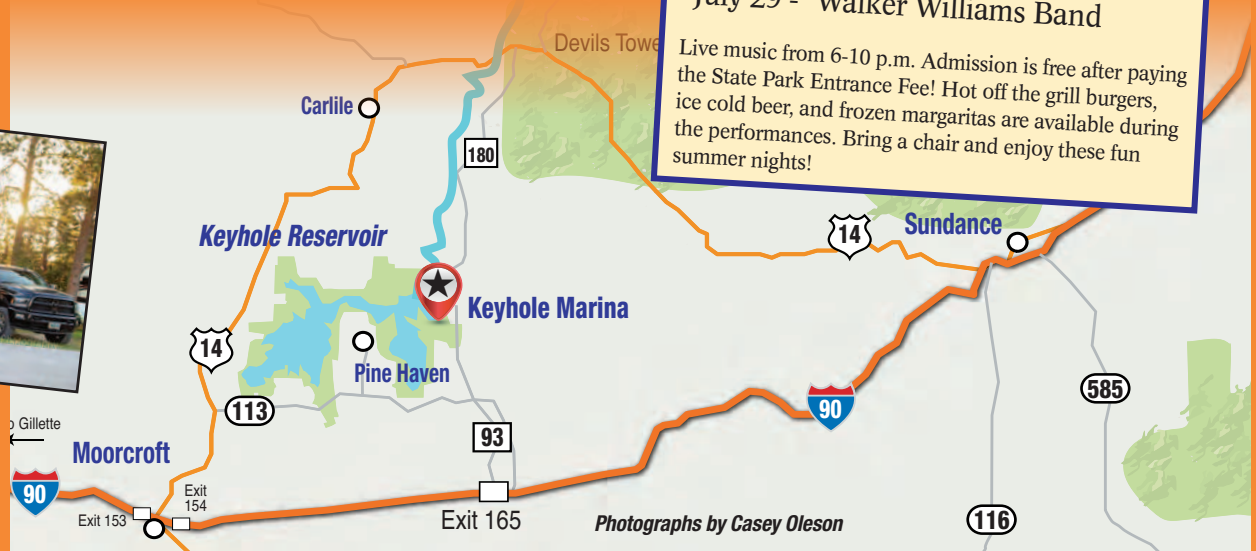 July 29 - Walker Williams Band
Live music from 6-10 p.m. Admission is free after paying
the State Park Entrance Fee! Hot off the grill burgers,
ice cold beer, and frozen margaritas are available during
the performances. Bring a chair and enjoy these fun
summer nights!
Devils Towe
Carlile
180
Keyhole Reservoir
14
Sundance
Keyhole Marina
14
Pine Haven
90
585
113
o Gillette
93
Moorcroft
90
Exit
154
Exit 153
Exit 165
Photographs by Casey Oleson
116